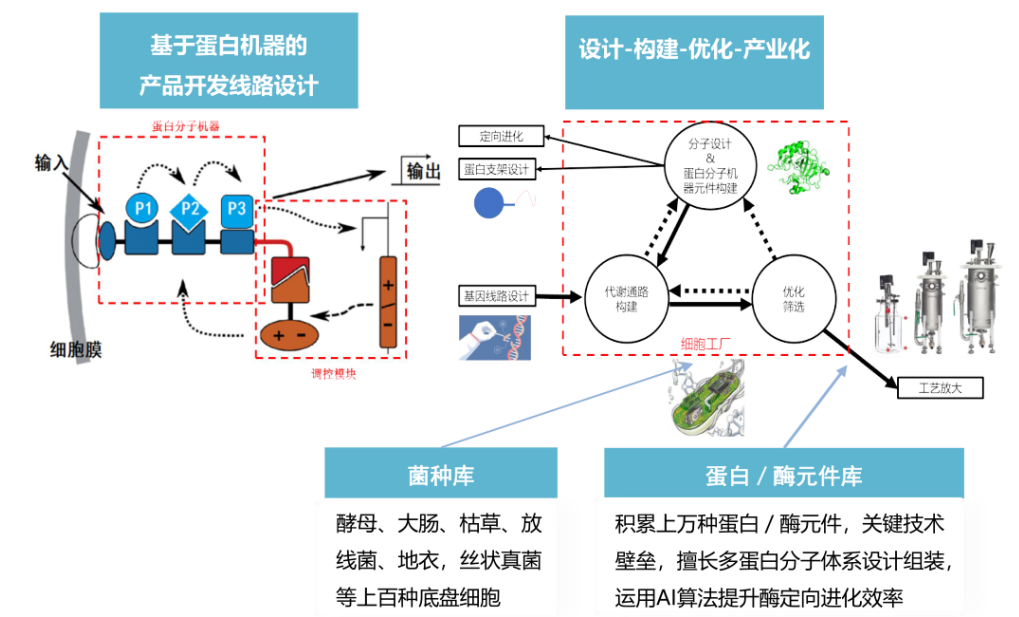 基于蛋白机器的
产品开发线路设计
蛋白分子机器
输入
输出
P1
P2
P3
+
+ -
-
细胞膜
调控模块
设计-构建-优化-产业化
定向进化
蛋白支架设计
分子设计
&
蛋白分子机
器元件构建
基因线路设计
代谢通路
构建
优化
筛选
细胞工厂
工艺放大
菌种库
酵母、大肠、枯草、放
线菌、地衣，丝状真菌
等上百种底盘细胞
蛋白 / 酶元件库
积累上万种蛋白 / 酶元件，关键技术
壁垒，擅长多蛋白分子体系设计组装，
运用AI算法提升酶定向进化效率